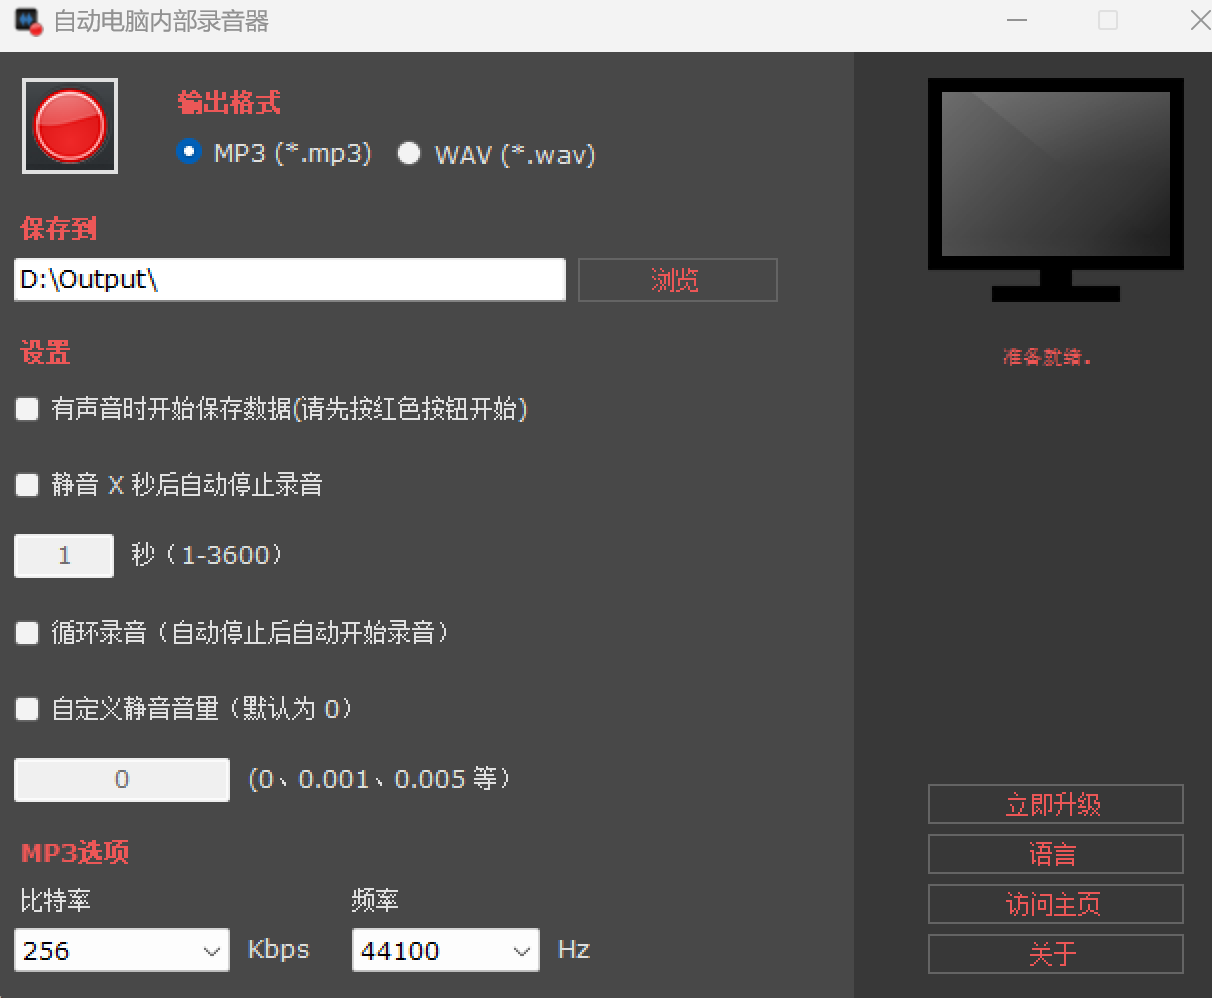 自动电脑内部录音器
输出格式
MP3 (*.mp3) WAV (*.wav)
保存到
D:\Output\ 浏览
准备就绪.
设置
有声音时开始保存数据(请先按红色按钮开始)
静音 X 秒后自动停止录音
1 秒（1-3600）
循环录音（自动停止后自动开始录音）
自定义静音音量（默认为 0）
0 (0、0.001、0.005 等）
MP3选项
比特率 频率
256 Kbps 44100 Hz
立即升级
语言
访问主页
关于